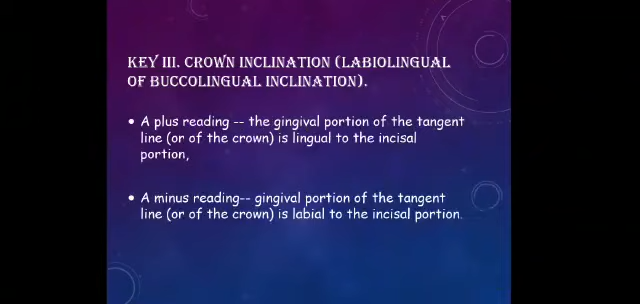 KEY III. CROWN INCLINATION (LABIOLINGUAL
OF BUCCOLINGUAL INCLINATION).
• A plus reading -- the gingival portion of the tangent
line (or of the crown) is lingual to the incisal
portion,
• A minus reading-- gingival portion of the tangent
line (or of the crown) is labial to the incisal portion.